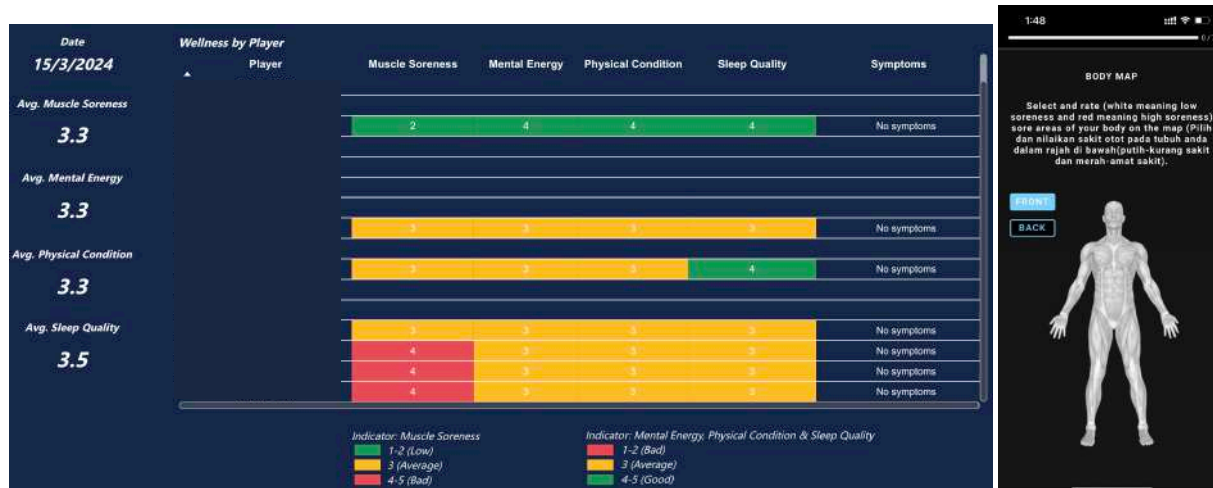 Date
15/3/2024
Avg. Muscle Soreness
3.3
Avg. Mental Energy
3.3
Avg. Physical Condition
3.3
Avg. Sleep Quality
3.5
Wellness by Player
Player Muscle Soreness Mental Energy Physical Condition Sleep Quality Symptoms
2 4 4 4 No symptoms
3 3 3 3 No symptoms
3 3 3 4 No symptoms
3 3 3 3 No symptoms
4 3 3 3 No symptoms
4 3 3 3 No symptoms
4 3 3 3 No symptoms
Indicator: Muscle Soreness
1-2 (Low)
3 (Average)
4-5 (Bad)
Indicator: Mental Energy, Physical Condition & Sleep Quality
1-2 (Bad)
3 (Average)
4-5 (Good)
1:48
BODY MAP
Select and rate (white meaning low
soreness and red meaning high soreness)
sore areas of your body on the map (Pilih
dan nilaikan sakit otot pada tubuh anda
dalam rajah di bawah(putih-kurang sakit
dan merah-amat sakit).
FRONT
BACK